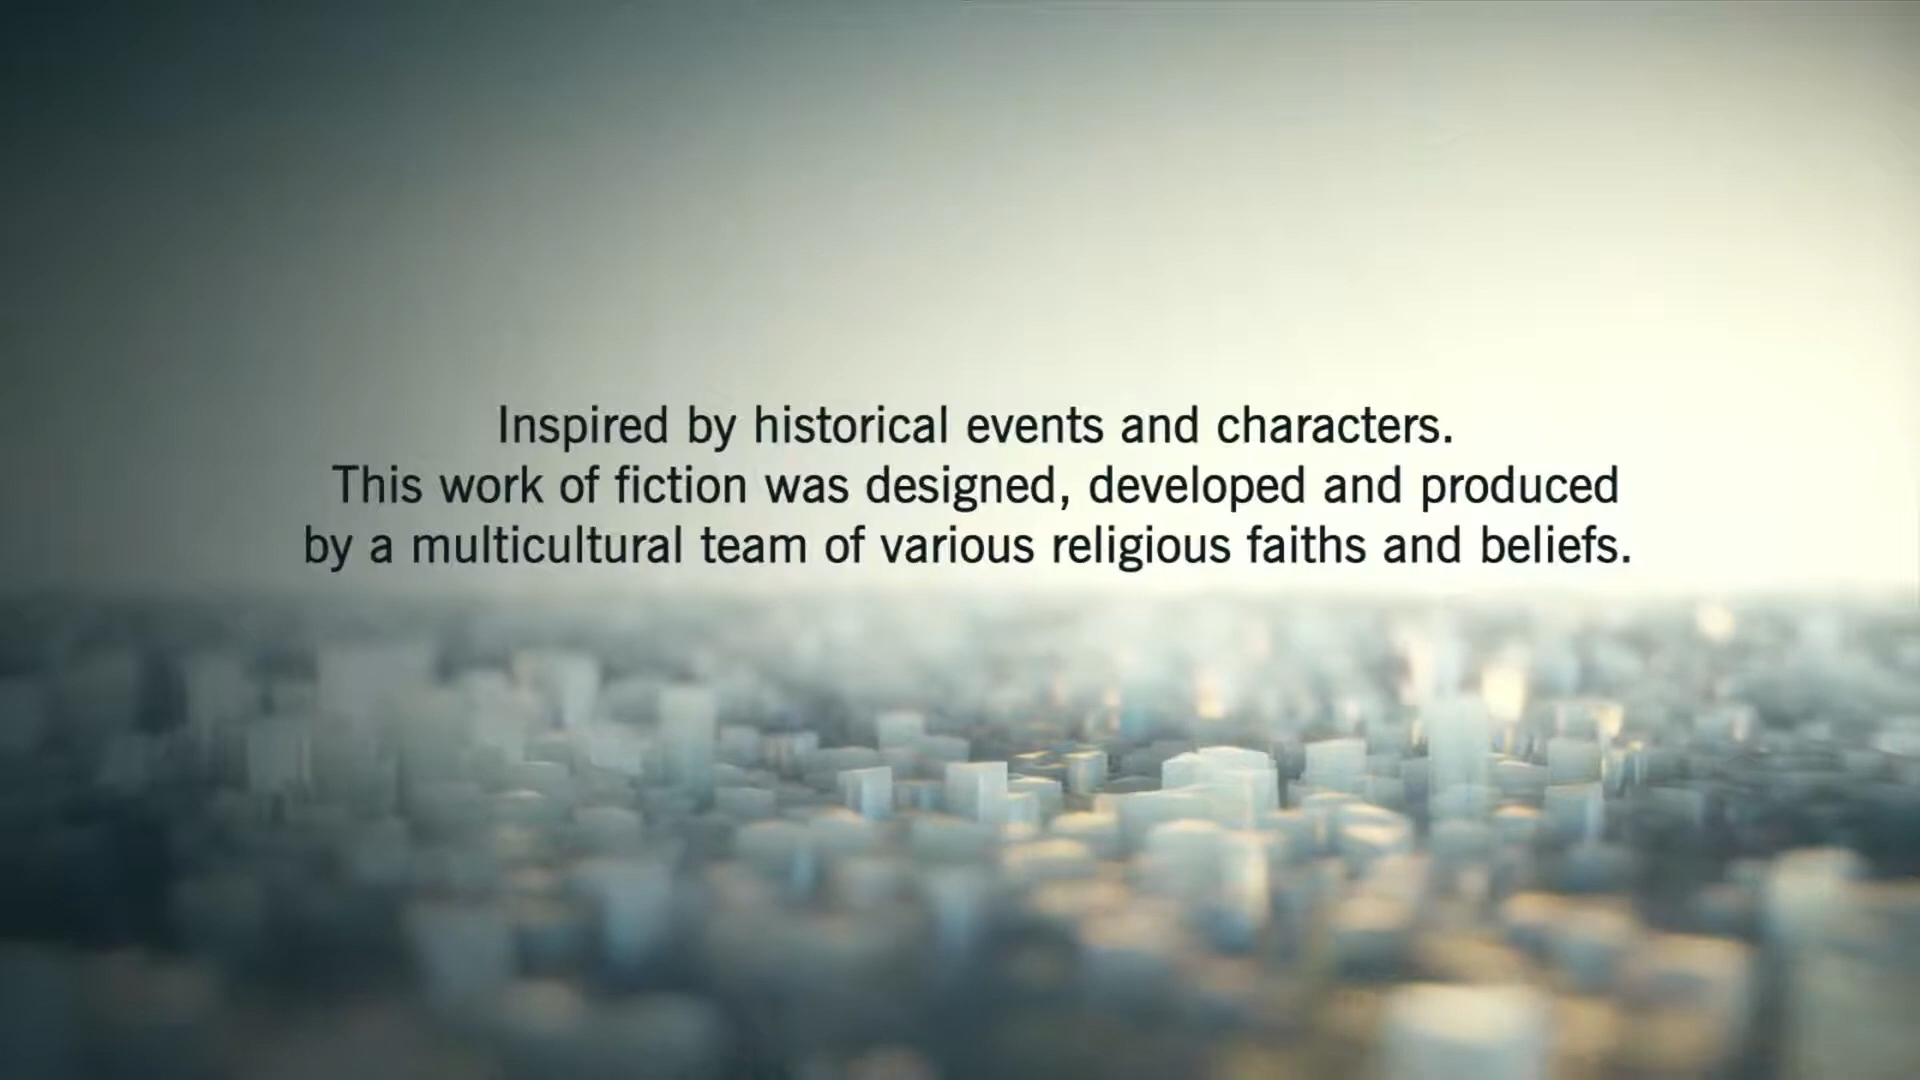 Inspired by historical events and characters.
This work of fiction was designed, developed and produced
by a multicultural team of various religious faiths and beliefs.